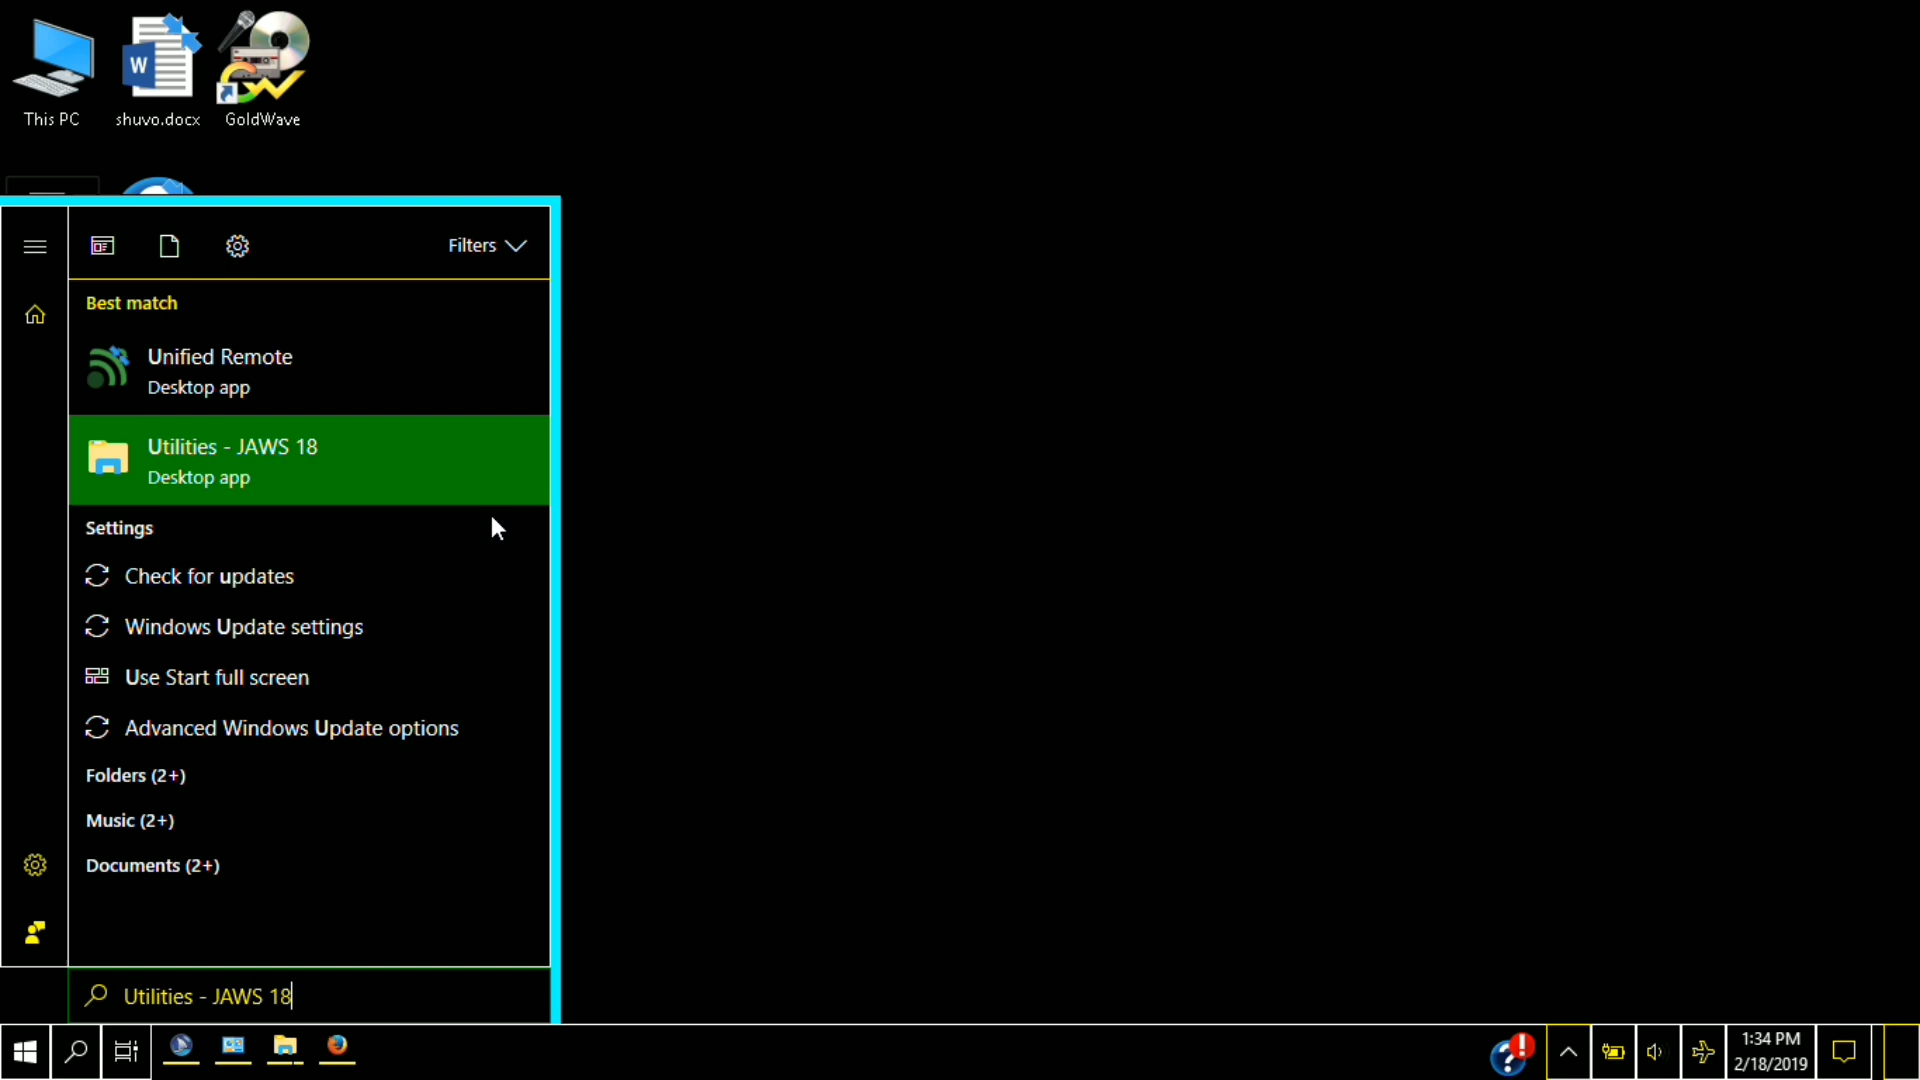 This PC
shuvo.docx
GoldWave
W
Filters
Best match
Unified Remote
Desktop app
Utilities - JAWS 18
Desktop app
Settings
Check for updates
Windows Update settings
Use Start full screen
Advanced Windows Update options
Folders (2+)
Music (2+)
Documents (2+)
Utilities - JAWS 18
1:34 PM
2/18/2019